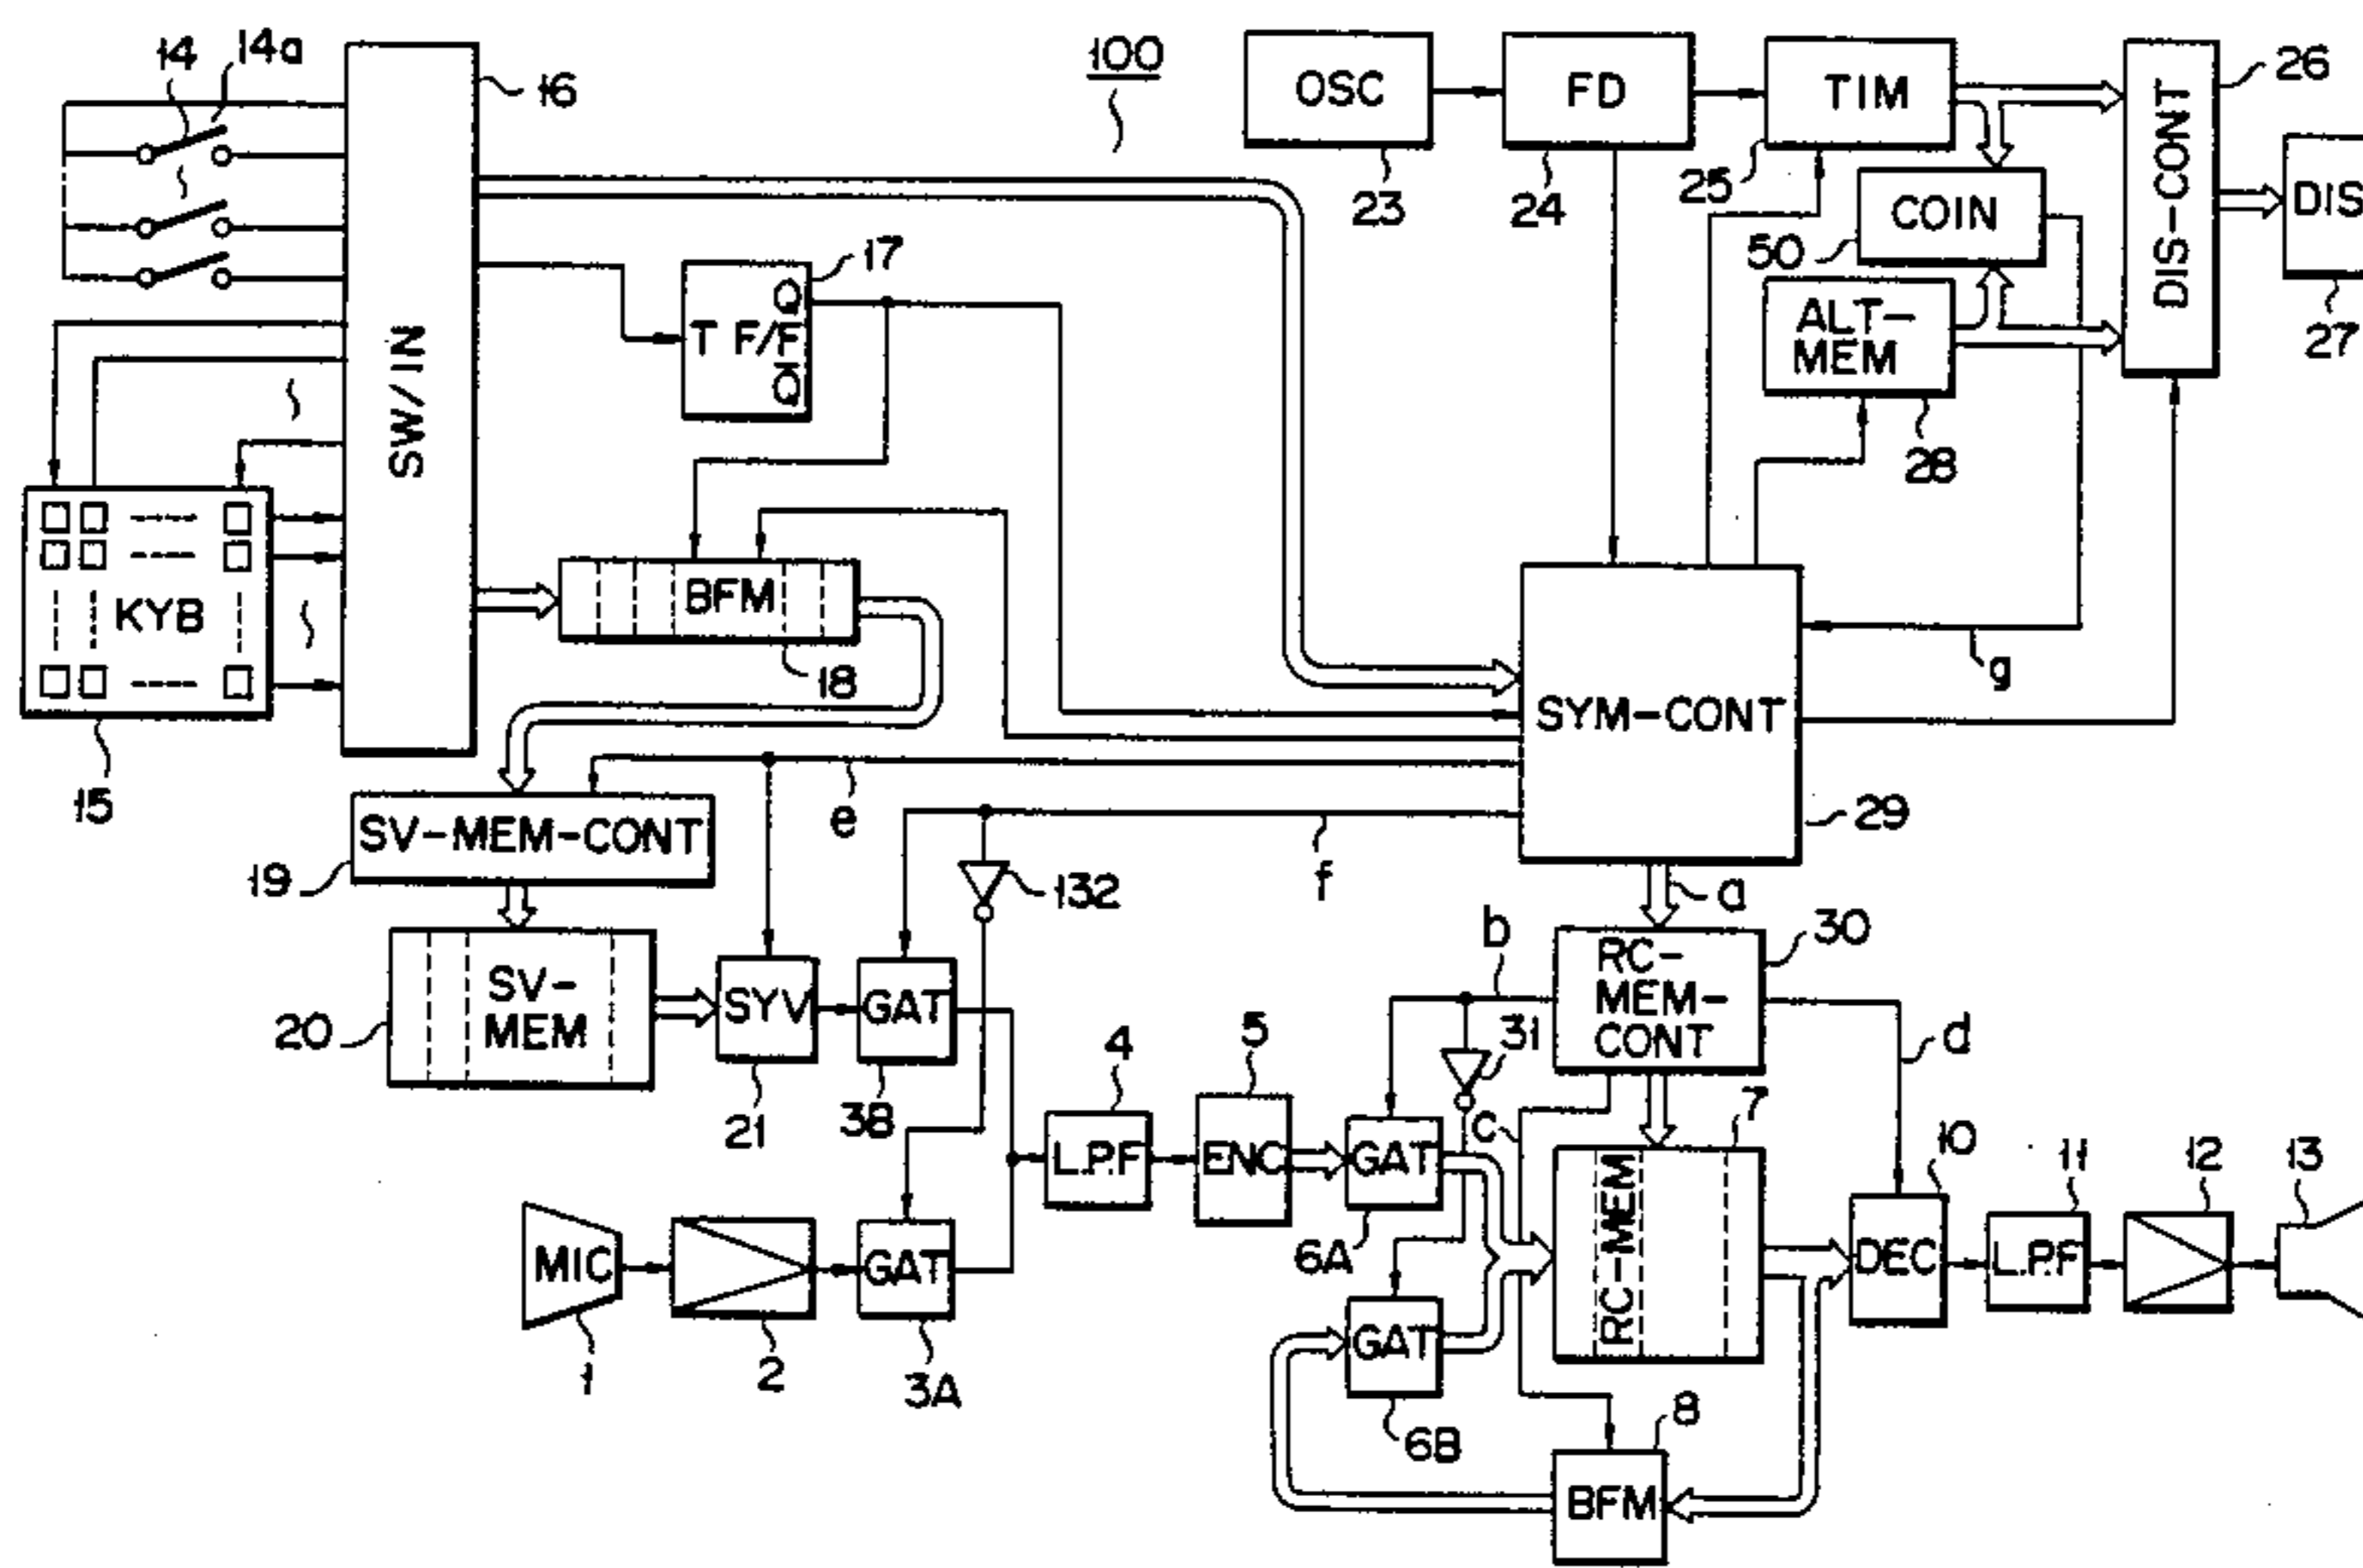 14
14a
16
100
OSC
23
FD
24
TIM
25
26
DIS-CONT
DIS
27
COIN
50
ALT-
MEM
28
SW/IN
17
Q
T F/F
Q̅
KYB
15
BFM
18
g
SYM-CONT
29
e
f
SV-MEM-CONT
19
132
a
SV-
MEM
20
SYV
21
GAT
38
b
RC-
MEM-
CONT
30
31
d
4
L.P.F
5
ENC
GAT
6A
c
7
RC-MEM
10
DEC
11
L.P.F
12
13
MIC
1
2
GAT
3A
GAT
6B
8
BFM